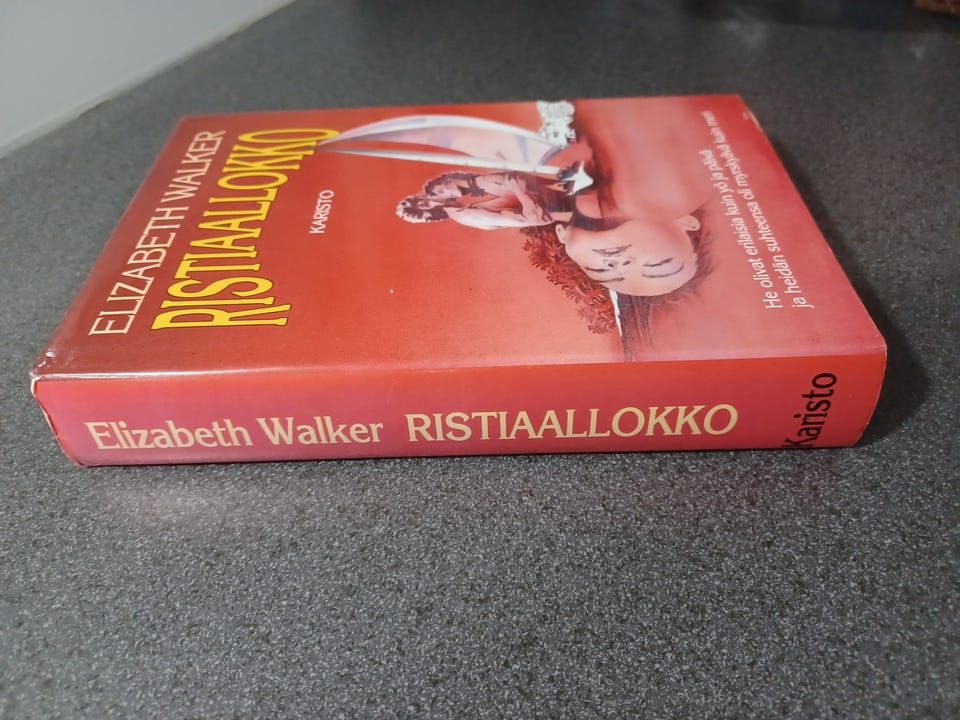 ELIZABETH WALKER
RISTIAALLOKKO
KARISTO
He olivat erilaisia kuin yö ja päivä
ja heidän suhteensa oli myrskyisä kuin meri
Elizabeth Walker RISTIAALLOKKO
Karisto